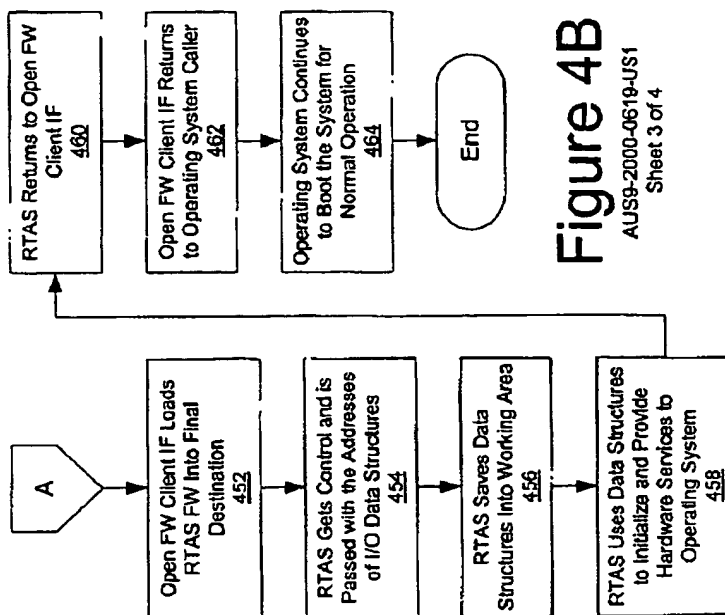 A
Open FW Client IF Loads
RTAS FW Into Final
Destination
452
RTAS Gets Control and is
Passed with the Addresses
of I/O Data Structures
454
RTAS Saves Data
Structures Into Working Area
456
RTAS Uses Data Structures
to Initialize and Provide
Hardware Services to
Operating System
458
RTAS Returns to Open FW
Client IF
460
Open FW Client IF Returns
to Operating System Caller
462
Operating System Continues
to Boot the System for
Normal Operation
464
End
Figure 4B
AUS9-2000-0619-US1
Sheet 3 of 4